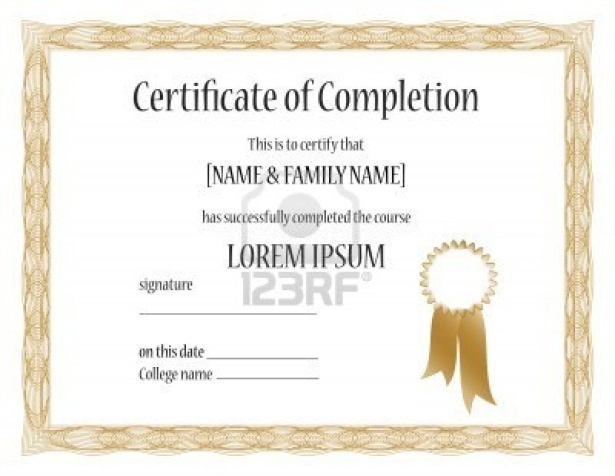 Certificate of Completion
This is to certify that
[NAME & FAMILY NAME]
has successfully completed the course
LOREM IPSUM
123RF
signature
on this date
College name